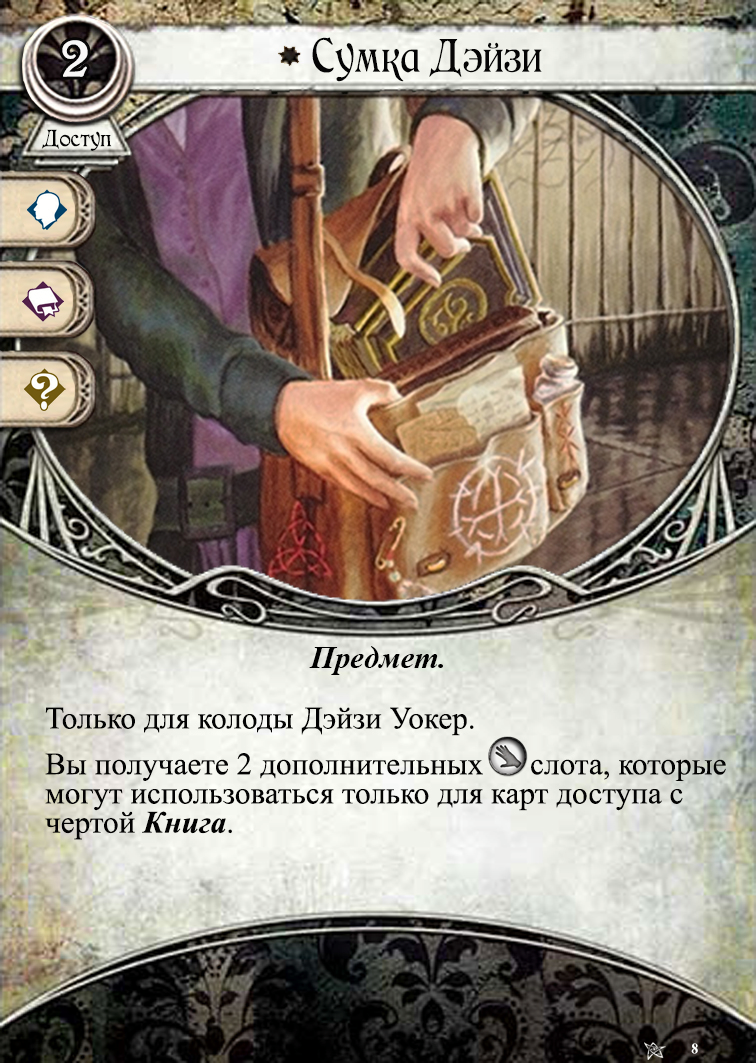 2
Сумка Дэйзи
Доступ
Предмет.
Только для колоды Дэйзи Уокер.
Вы получаете 2 дополнительных слота, которые
могут использоваться только для карт доступа с
чертой Книга.
8